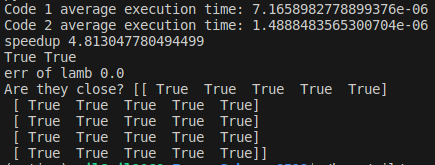 Code 1 average execution time: 7.1658982778899376e-06
Code 2 average execution time: 1.4888483565300704e-06
speedup 4.813047780494499
True True
err of lamb 0.0
Are they close? [[ True  True  True  True  True]
 [ True  True  True  True  True]
 [ True  True  True  True  True]
 [ True  True  True  True  True]
 [ True  True  True  True  True]]